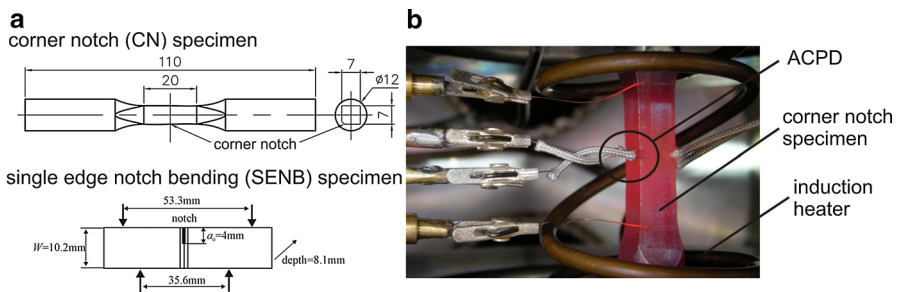 a
corner notch (CN) specimen
110
20
7
ø12
7
corner notch
single edge notch bending (SENB) specimen
53.3mm
notch
W=10.2mm
a₀=4mm
depth=8.1mm
35.6mm
b
ACPD
corner notch
specimen
induction
heater